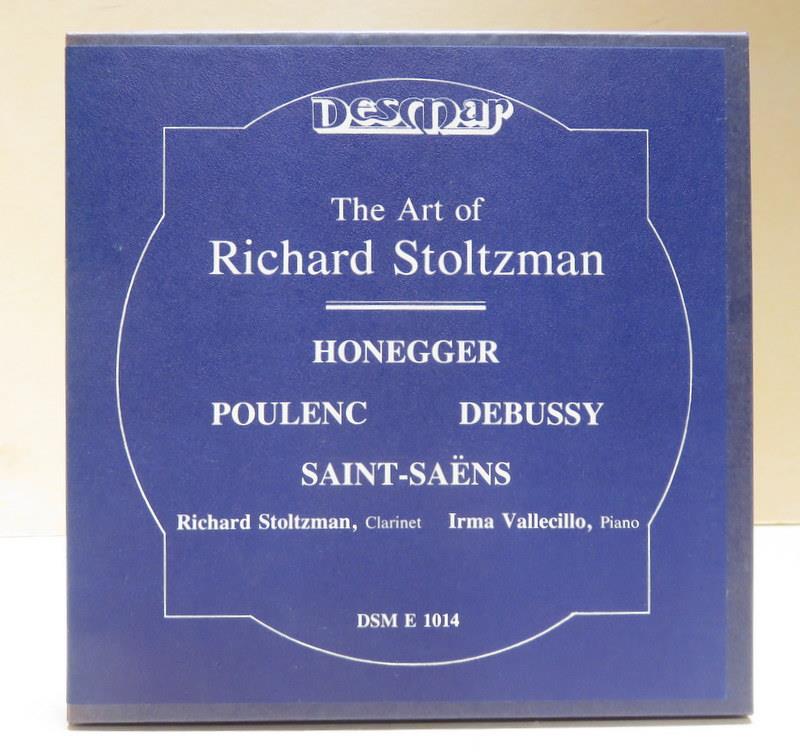 Desmar
The Art of
Richard Stoltzman
HONEGGER
POULENC DEBUSSY
SAINT-SAËNS
Richard Stoltzman, Clarinet Irma Vallecillo, Piano
DSM E 1014